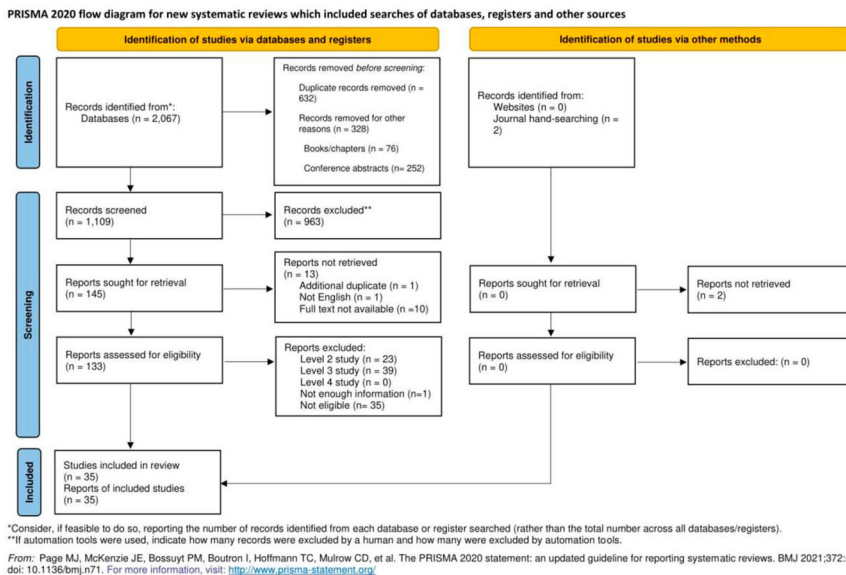 PRISMA 2020 flow diagram for new systematic reviews which included searches of databases, registers and other sources
Identification of studies via databases and registers
Identification of studies via other methods
Identification
Records identified from*:
Databases (n = 2,067)
Records removed before screening:
Duplicate records removed (n =
632)
Records removed for other
reasons (n = 328)
Books/chapters (n = 76)
Conference abstracts (n= 252)
Records identified from:
Websites (n = 0)
Journal hand-searching (n =
2)
Screening
Records screened
(n = 1,109)
Records excluded**
(n = 963)
Reports sought for retrieval
(n = 145)
Reports not retrieved
(n = 13)
Additional duplicate (n = 1)
Not English (n = 1)
Full text not available (n =10)
Reports sought for retrieval
(n = 0)
Reports not retrieved
(n = 2)
Reports assessed for eligibility
(n = 133)
Reports excluded:
Level 2 study (n = 23)
Level 3 study (n = 39)
Level 4 study (n = 0)
Not enough information (n=1)
Not eligible (n= 35)
Reports assessed for eligibility
(n = 0)
Reports excluded: (n = 0)
Included
Studies included in review
(n = 35)
Reports of included studies
(n = 35)
*Consider, if feasible to do so, reporting the number of records identified from each database or register searched (rather than the total number across all databases/registers).
**If automation tools were used, indicate how many records were excluded by a human and how many were excluded by automation tools.
From: Page MJ, McKenzie JE, Bossuyt PM, Boutron I, Hoffmann TC, Mulrow CD, et al. The PRISMA 2020 statement: an updated guideline for reporting systematic reviews. BMJ 2021;372:
doi: 10.1136/bmj.n71. For more information, visit: http://www.prisma-statement.org/